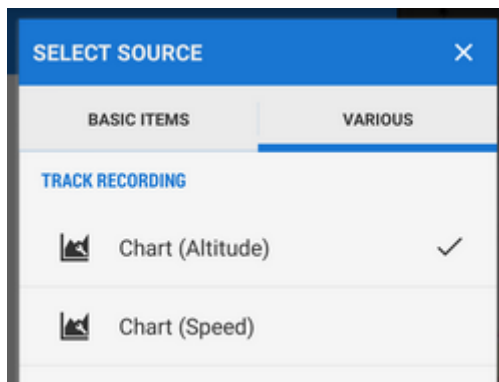 SELECT SOURCE
BASIC ITEMS VARIOUS
TRACK RECORDING
Chart (Altitude)
Chart (Speed)